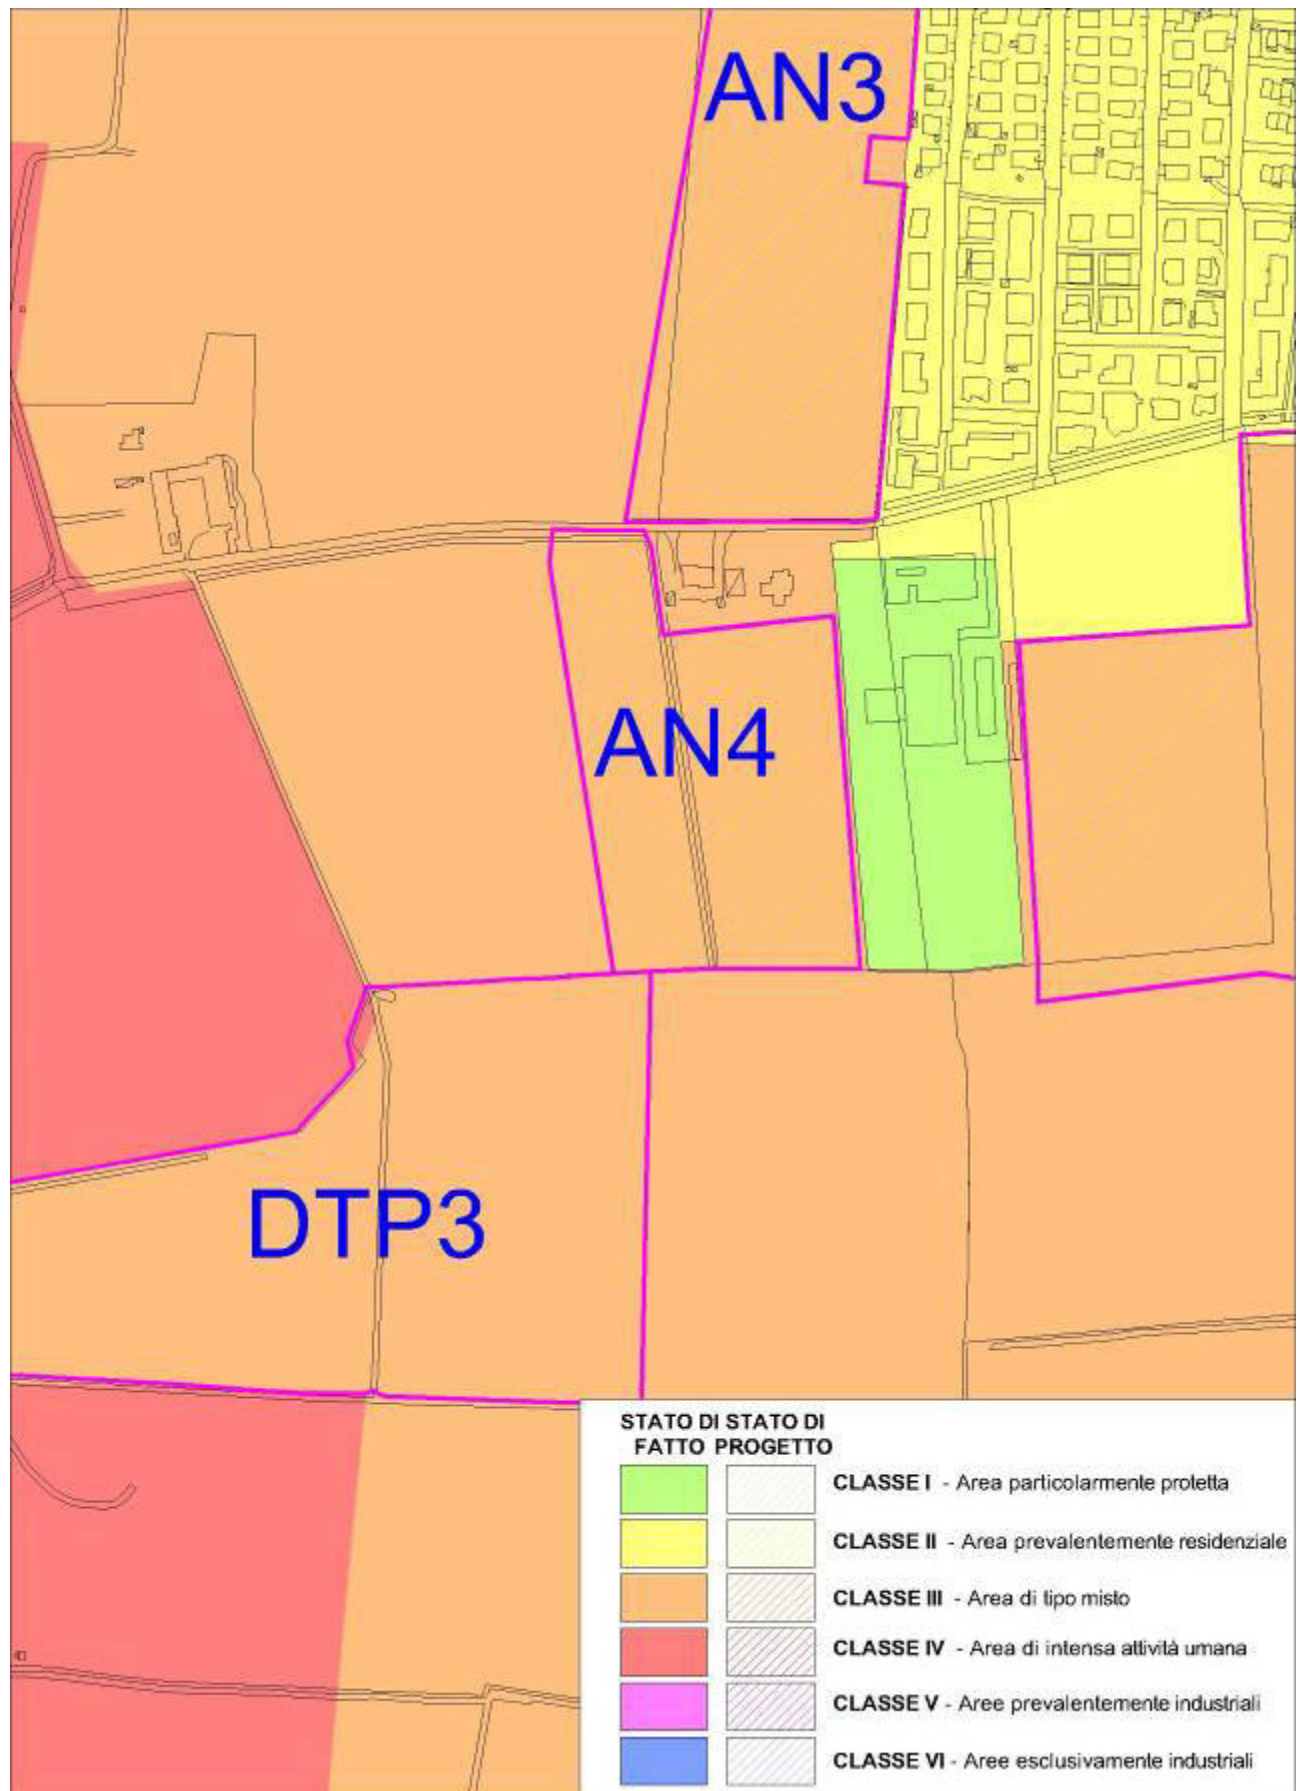 AN3
AN4
DTP3
STATO DI STATO DI
FATTO PROGETTO
CLASSE I - Area particolarmente protetta
CLASSE II - Area prevalentemente residenziale
CLASSE III - Area di tipo misto
CLASSE IV - Area di intensa attività umana
CLASSE V - Aree prevalentemente industriali
CLASSE VI - Aree esclusivamente industriali